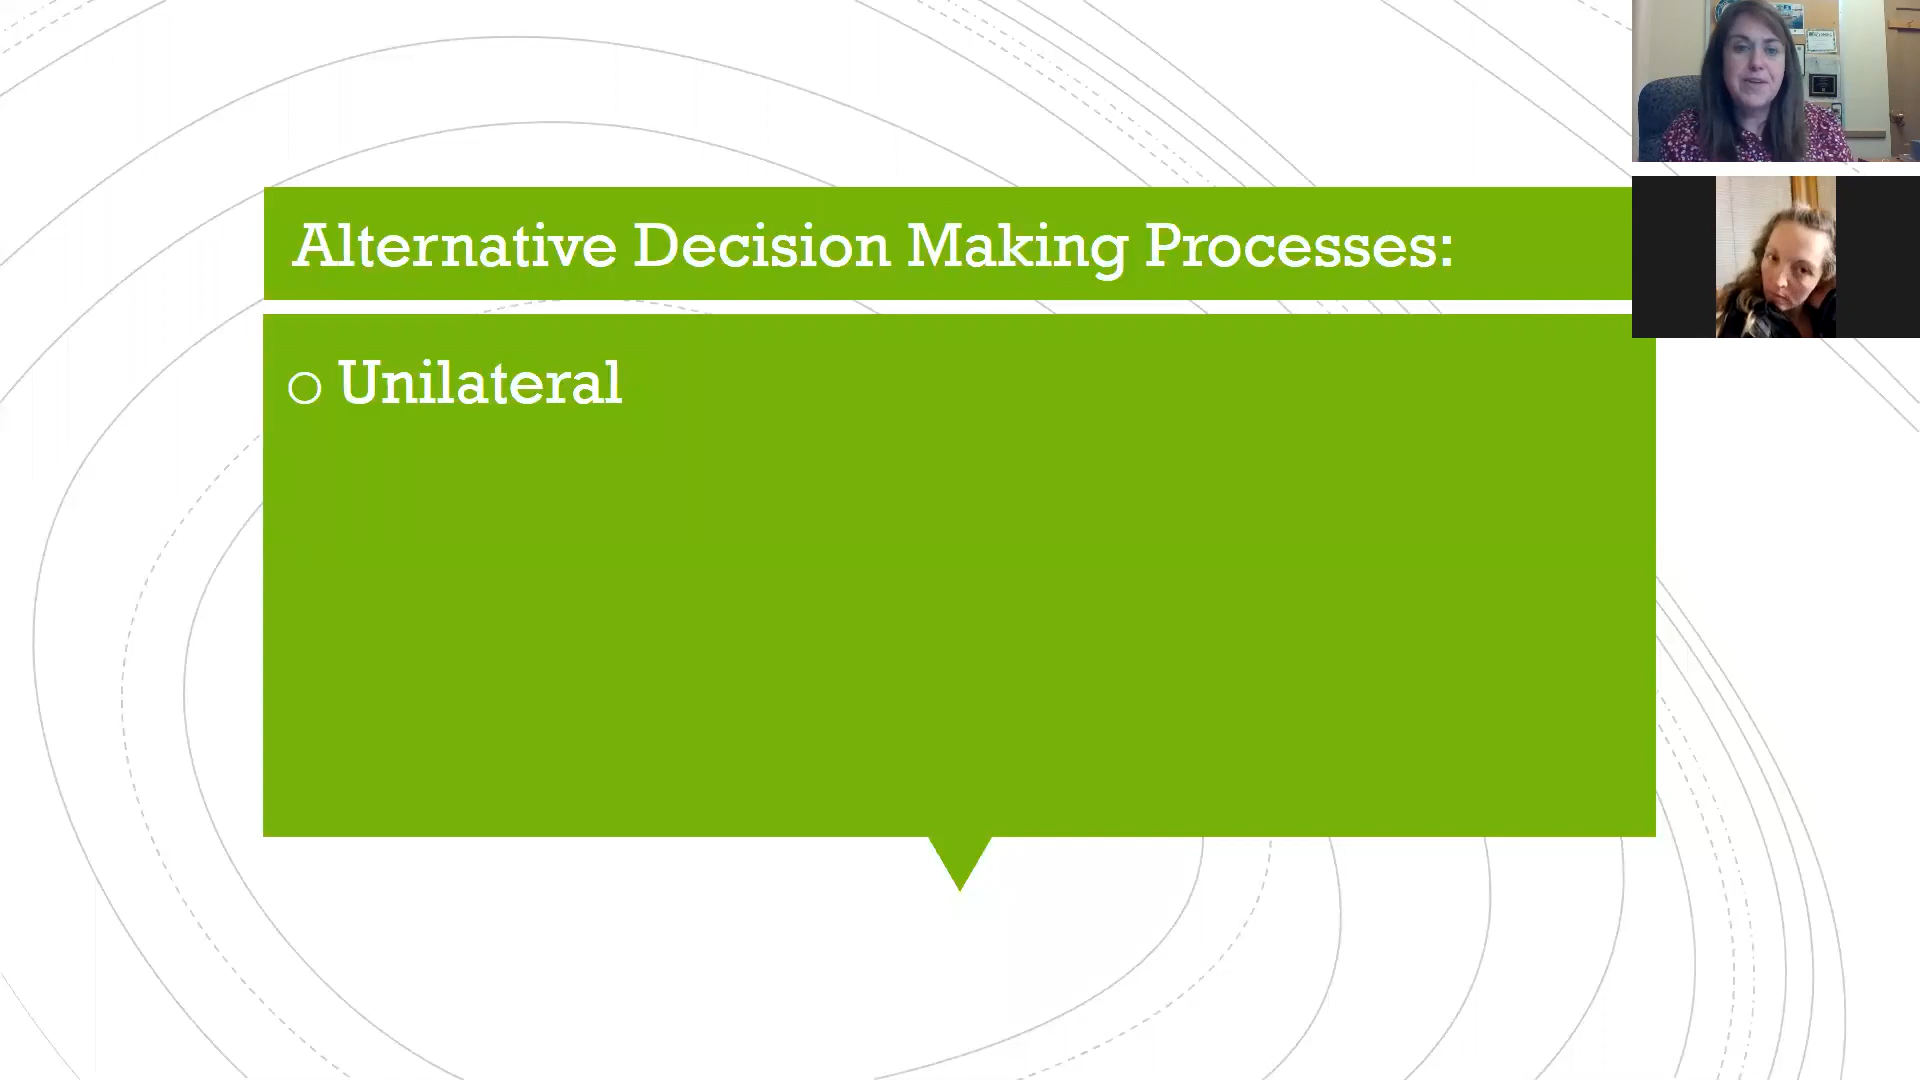 Alternative Decision Making Processes:
Unilateral